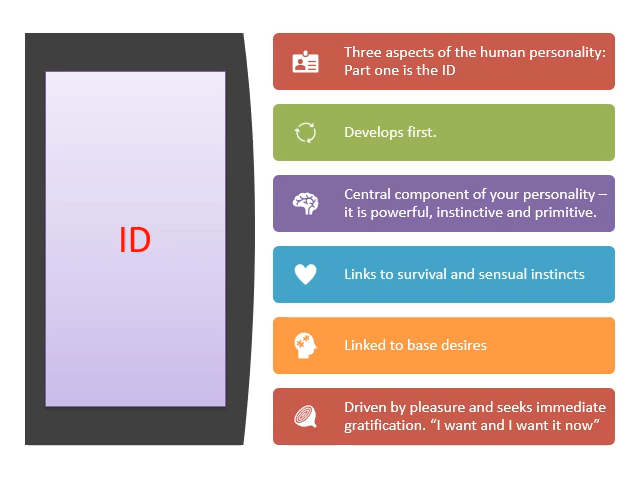 ID
Three aspects of the human personality:
Part one is the ID
Develops first.
Central component of your personality –
it is powerful, instinctive and primitive.
Links to survival and sensual instincts
Linked to base desires
Driven by pleasure and seeks immediate
gratification. “I want and I want it now”